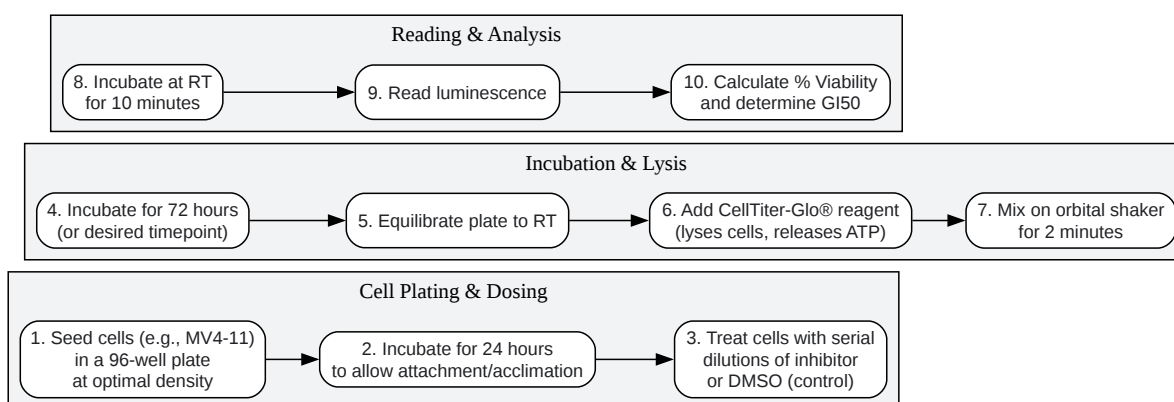 Reading & Analysis
8. Incubate at RT
for 10 minutes
9. Read luminescence
10. Calculate % Viability
and determine GI50
Incubation & Lysis
4. Incubate for 72 hours
(or desired timepoint)
5. Equilibrate plate to RT
6. Add CellTiter-Glo® reagent
(lyses cells, releases ATP)
7. Mix on orbital shaker
for 2 minutes
Cell Plating & Dosing
1. Seed cells (e.g., MV4-11)
in a 96-well plate
at optimal density
2. Incubate for 24 hours
to allow attachment/acclimation
3. Treat cells with serial
dilutions of inhibitor
or DMSO (control)